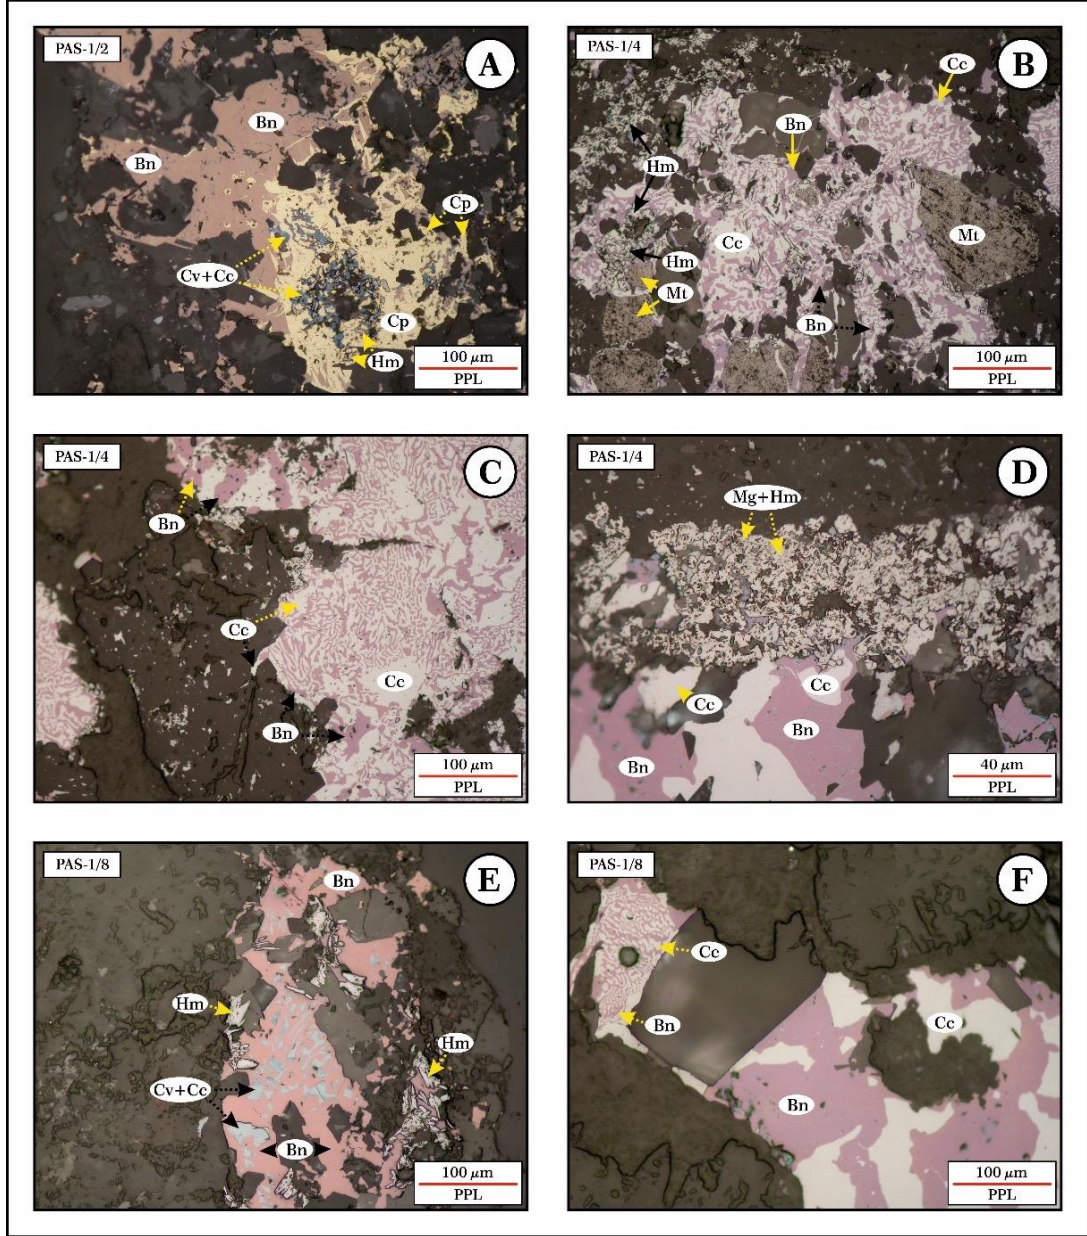 PAS-1/2
A
Bn
Bn
Cp
Cv+Cc
Cp
Hm
100 μm
PPL
PAS-1/4
B
Cc
Bn
Hm
Cc
Mt
Hm
Mt
Bn
100 μm
PPL
PAS-1/4
C
Bn
Cc
Cc
Bn
100 μm
PPL
PAS-1/4
D
Mg+Hm
Cc
Cc
Bn
Bn
40 μm
PPL
PAS-1/8
E
Bn
Hm
Hm
Cv+Cc
Bn
100 μm
PPL
PAS-1/8
F
Cc
Cc
Bn
Bn
100 μm
PPL